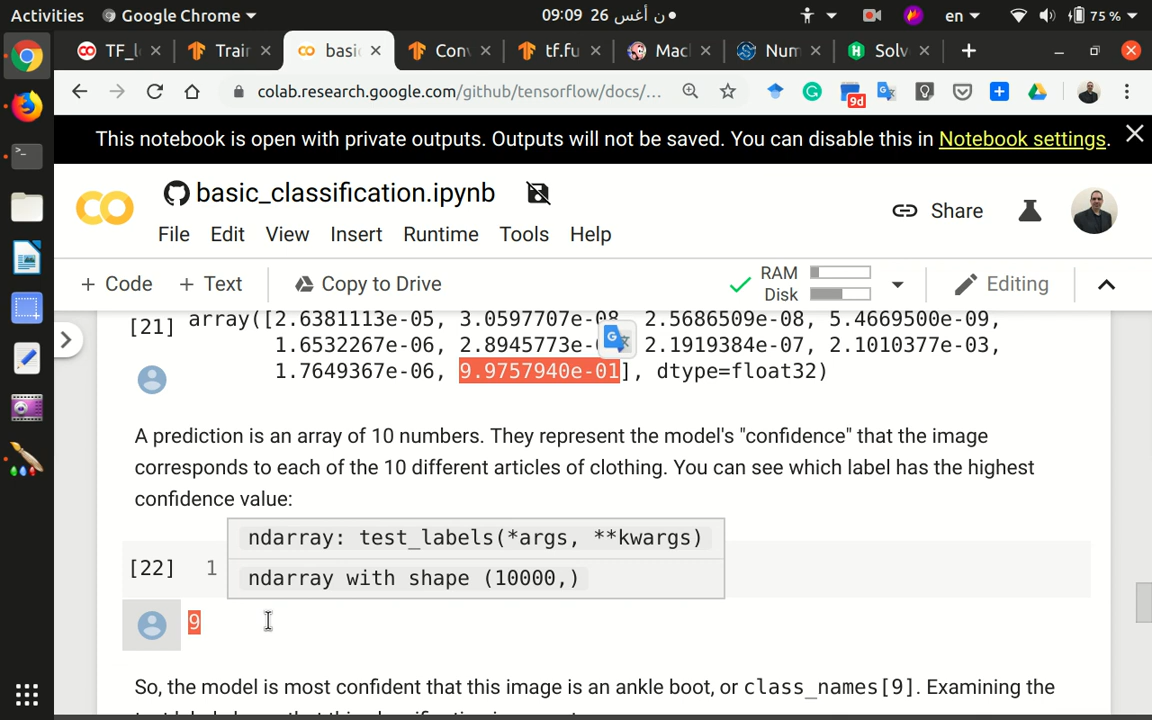 Activities Google Chrome ن أغس 26 09:09 en 75 %
TF_l Trair basi Con tf.fu Mac Num Solv
colab.research.google.com/github/tensorflow/docs/... 9d
This notebook is open with private outputs. Outputs will not be saved. You can disable this in Notebook settings.
basic_classification.ipynb
Share
File Edit View Insert Runtime Tools Help
+ Code + Text Copy to Drive RAM Disk Editing
[21] array([2.6381113e-05, 3.0597707e-08, 2.5686509e-08, 5.4669500e-09,
1.6532267e-06, 2.8945773e- 2.1919384e-07, 2.1010377e-03,
1.7649367e-06, 9.9757940e-01], dtype=float32)
A prediction is an array of 10 numbers. They represent the model's "confidence" that the image
corresponds to each of the 10 different articles of clothing. You can see which label has the highest
confidence value:
ndarray: test_labels(*args, **kwargs)
[22] 1 ndarray with shape (10000,)
9
So, the model is most confident that this image is an ankle boot, or class_names[9]. Examining the